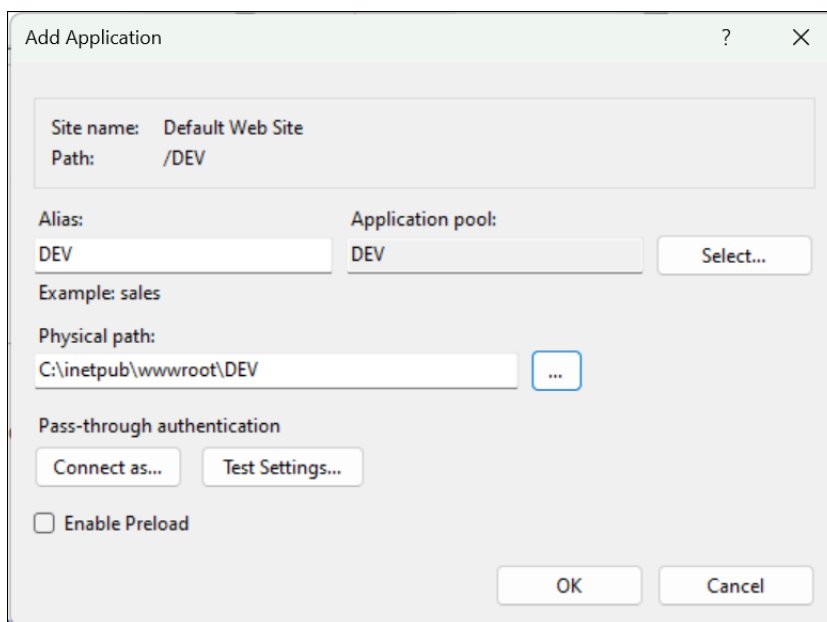 Add Application ?
Site name: Default Web Site
Path: /DEV
Alias: Application pool:
DEV DEV Select...
Example: sales
Physical path:
C:\inetpub\wwwroot\DEV ...
Pass-through authentication
Connect as... Test Settings...
Enable Preload
OK Cancel